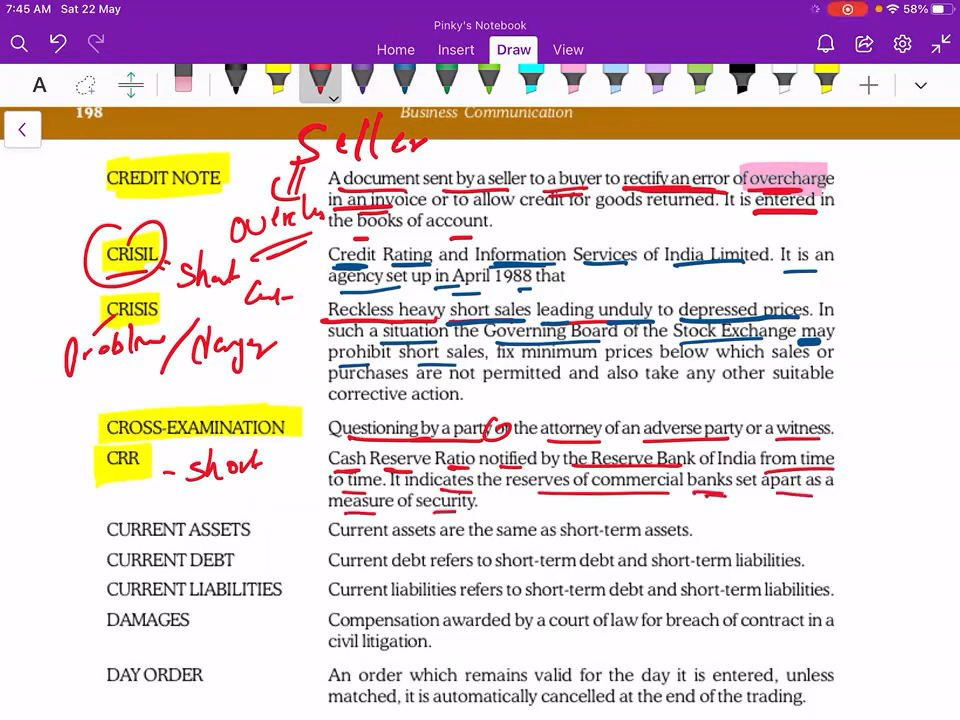 7:45 AM Sat 22 May
58%
Pinky's Notebook
Home Insert Draw View
A
198 Business Communication
Seller
CREDIT NOTE A document sent by a seller to a buyer to rectify an error of overcharge
in an invoice or to allow credit for goods returned. It is entered in
the books of account.
CRISIL Credit Rating and Information Services of India Limited. It is an
agency set up in April 1988 that
short
CRISIS Reckless heavy short sales leading unduly to depressed prices. In
such a situation the Governing Board of the Stock Exchange may
prohibit short sales, fix minimum prices below which sales or
purchases are not permitted and also take any other suitable
corrective action.
Problem/danger
CROSS-EXAMINATION Questioning by a party or the attorney of an adverse party or a witness.
CRR Cash Reserve Ratio notified by the Reserve Bank of India from time
to time. It indicates the reserves of commercial banks set apart as a
measure of security.
- short
CURRENT ASSETS Current assets are the same as short-term assets.
CURRENT DEBT Current debt refers to short-term debt and short-term liabilities.
CURRENT LIABILITIES Current liabilities refers to short-term debt and short-term liabilities.
DAMAGES Compensation awarded by a court of law for breach of contract in a
civil litigation.
DAY ORDER An order which remains valid for the day it is entered, unless
matched, it is automatically cancelled at the end of the trading.